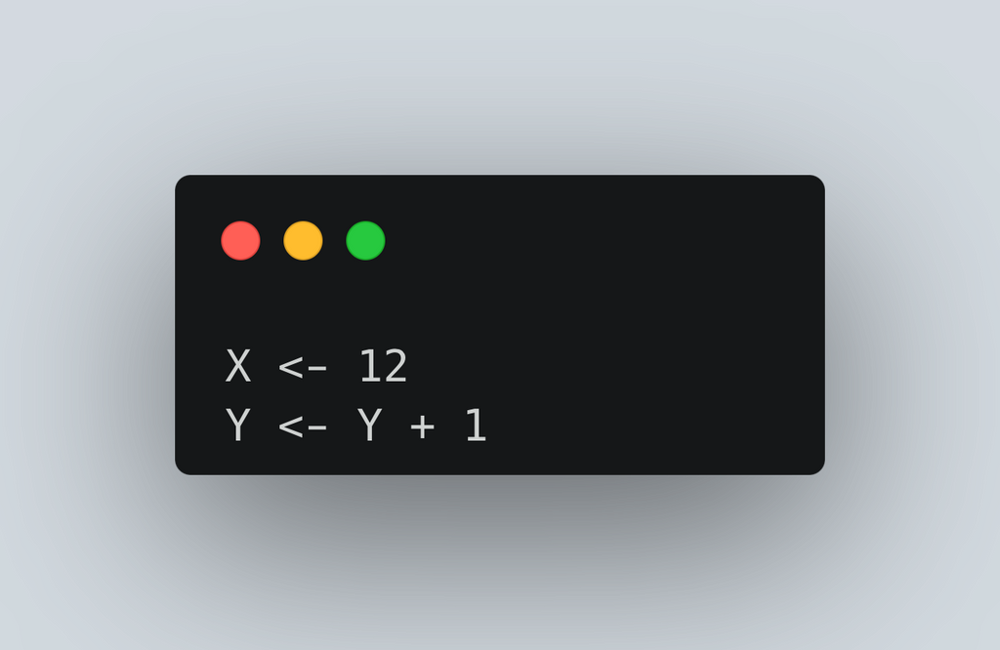 X <- 12
Y <- Y + 1